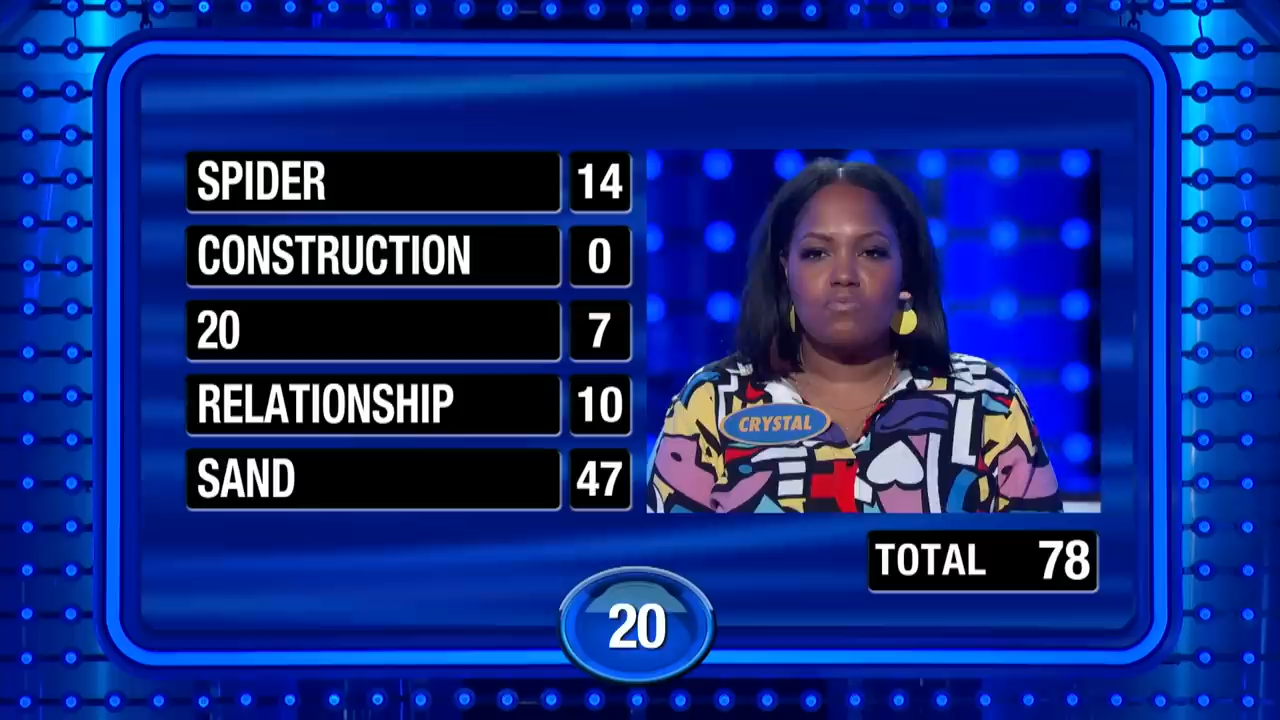 SPIDER 14
CONSTRUCTION 0
20 7
RELATIONSHIP 10
SAND 47
CRYSTAL
TOTAL 78
20